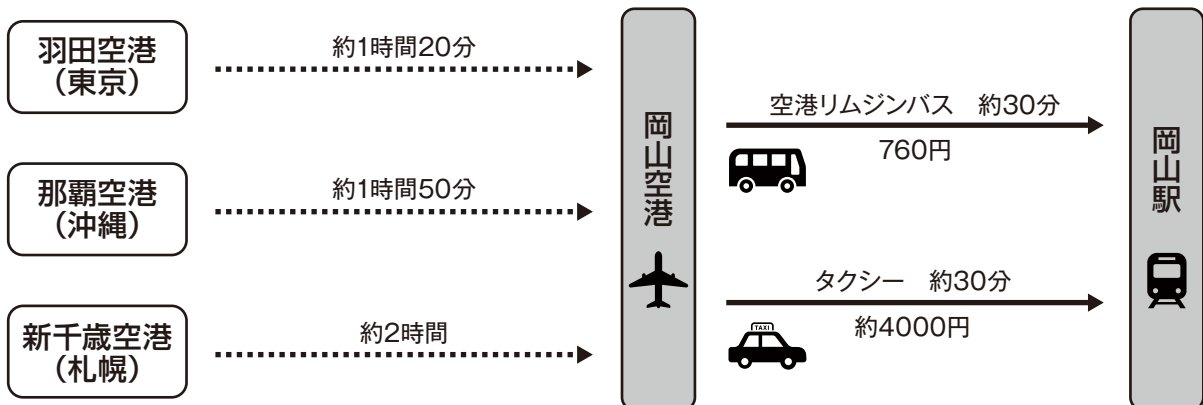 羽田空港
（東京）
約1時間20分
那覇空港
（沖縄）
約1時間50分
新千歳空港
（札幌）
約2時間
岡山空港
空港リムジンバス　約30分
760円
タクシー　約30分
TAXI
約4000円
岡山駅